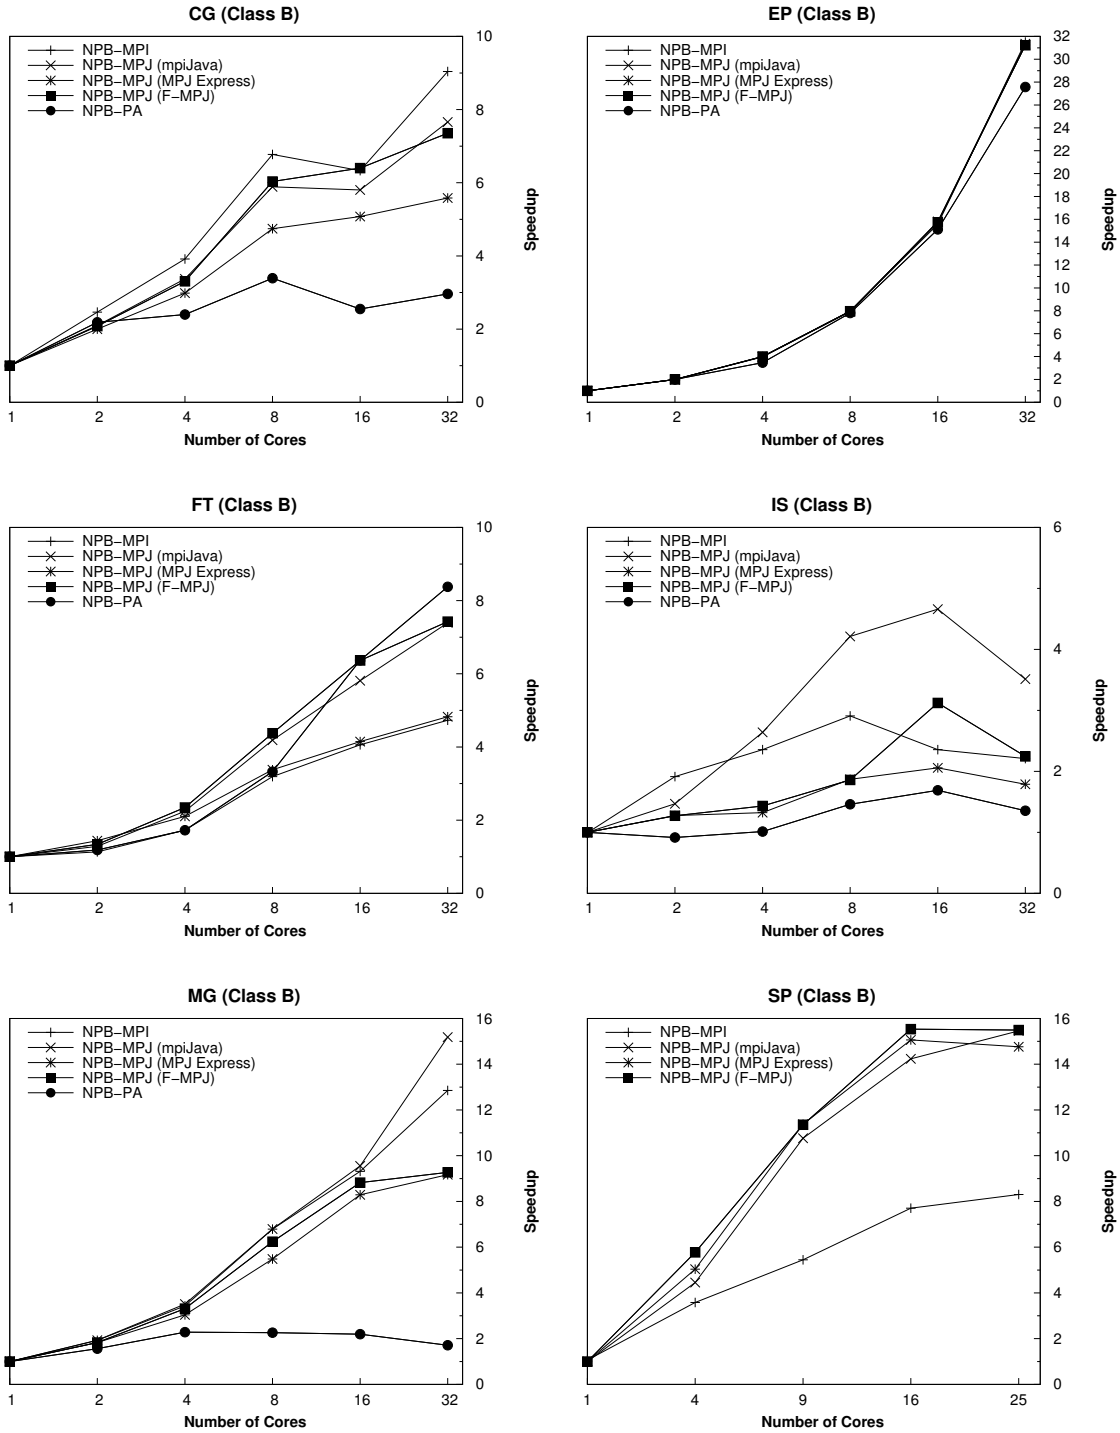 CG (Class B)
NPB−MPI
NPB−MPJ (mpiJava)
NPB−MPJ (MPJ Express)
NPB−MPJ (F−MPJ)
NPB−PA
10
8
6
4
2
0
Speedup
1 2 4 8 16 32
Number of Cores
EP (Class B)
NPB−MPI
NPB−MPJ (mpiJava)
NPB−MPJ (MPJ Express)
NPB−MPJ (F−MPJ)
NPB−PA
32
30
28
26
24
22
20
18
16
14
12
10
8
6
4
2
0
Speedup
1 2 4 8 16 32
Number of Cores
FT (Class B)
NPB−MPI
NPB−MPJ (mpiJava)
NPB−MPJ (MPJ Express)
NPB−MPJ (F−MPJ)
NPB−PA
10
8
6
4
2
0
Speedup
1 2 4 8 16 32
Number of Cores
IS (Class B)
NPB−MPI
NPB−MPJ (mpiJava)
NPB−MPJ (MPJ Express)
NPB−MPJ (F−MPJ)
NPB−PA
6
4
2
0
Speedup
1 2 4 8 16 32
Number of Cores
MG (Class B)
NPB−MPI
NPB−MPJ (mpiJava)
NPB−MPJ (MPJ Express)
NPB−MPJ (F−MPJ)
NPB−PA
16
14
12
10
8
6
4
2
0
Speedup
1 2 4 8 16 32
Number of Cores
SP (Class B)
NPB−MPI
NPB−MPJ (mpiJava)
NPB−MPJ (MPJ Express)
NPB−MPJ (F−MPJ)
16
14
12
10
8
6
4
2
0
Speedup
1 4 9 16 25
Number of Cores